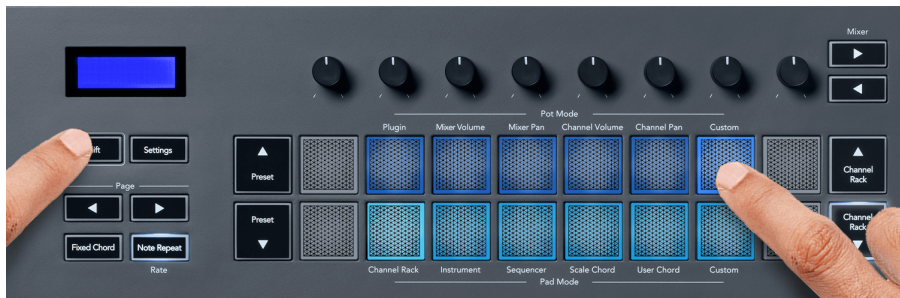 Mixer
Pot Mode
Plugin Mixer Volume Mixer Pan Channel Volume Channel Pan Custom
ift Settings
Preset
Channel
Rack
Page
Preset
Channel
Rack
Fixed Chord Note Repeat
Rate
Channel Rack Instrument Sequencer Scale Chord User Chord Custom
Pad Mode